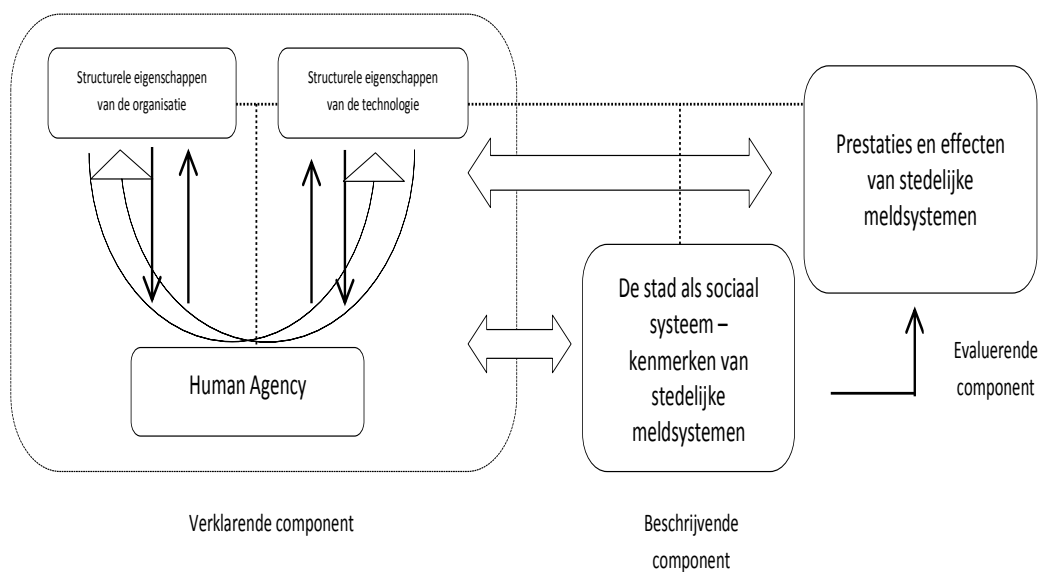 Structurele eigenschappen
van de organisatie
Structurele eigenschappen
van de technologie
Prestaties en effecten
van stedelijke
meldsystemen
De stad als sociaal
systeem –
kenmerken van
stedelijke
meldsystemen
Human Agency
Evaluerende
component
Verklarende component
Beschrijvende
component